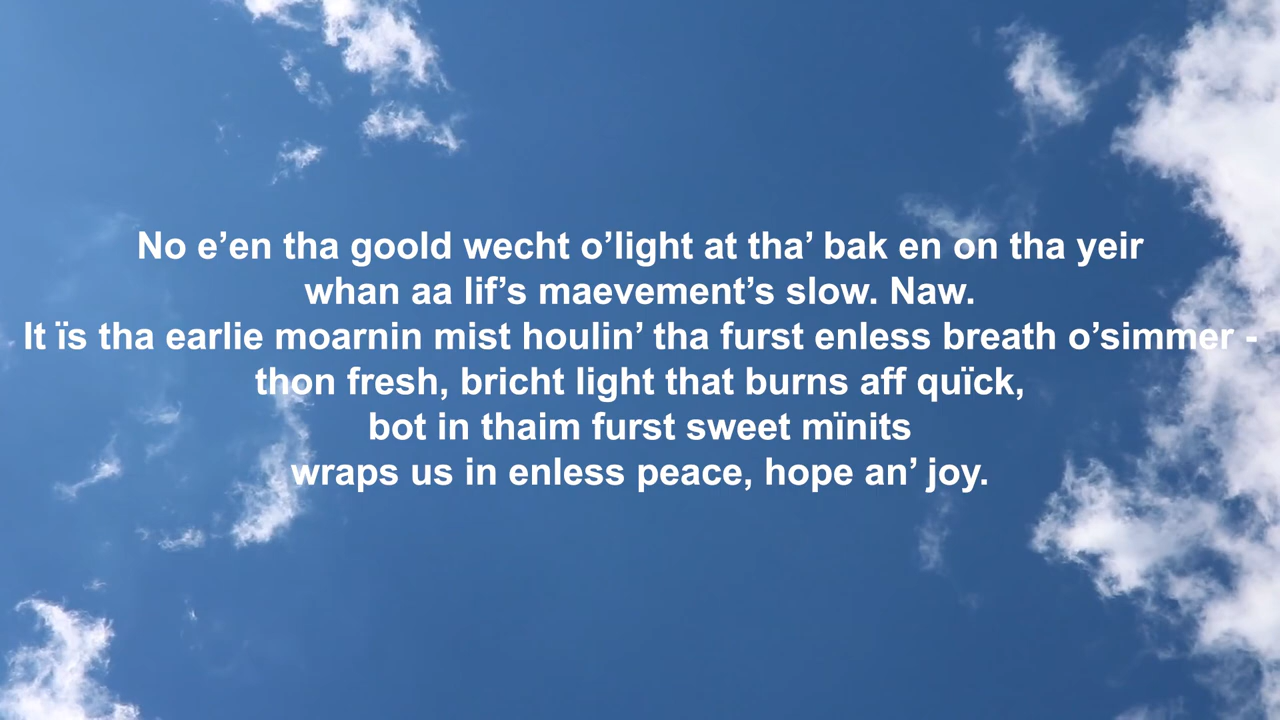 No e’en tha goold wecht o’light at tha’ bak en on tha yeir
whan aa lif’s maevement’s slow. Naw.
It ïs tha earlie moarnin mist houlin’ tha furst enless breath o’simmer -
thon fresh, bricht light that burns aff quïck,
bot in thaim furst sweet mïnits
wraps us in enless peace, hope an’ joy.